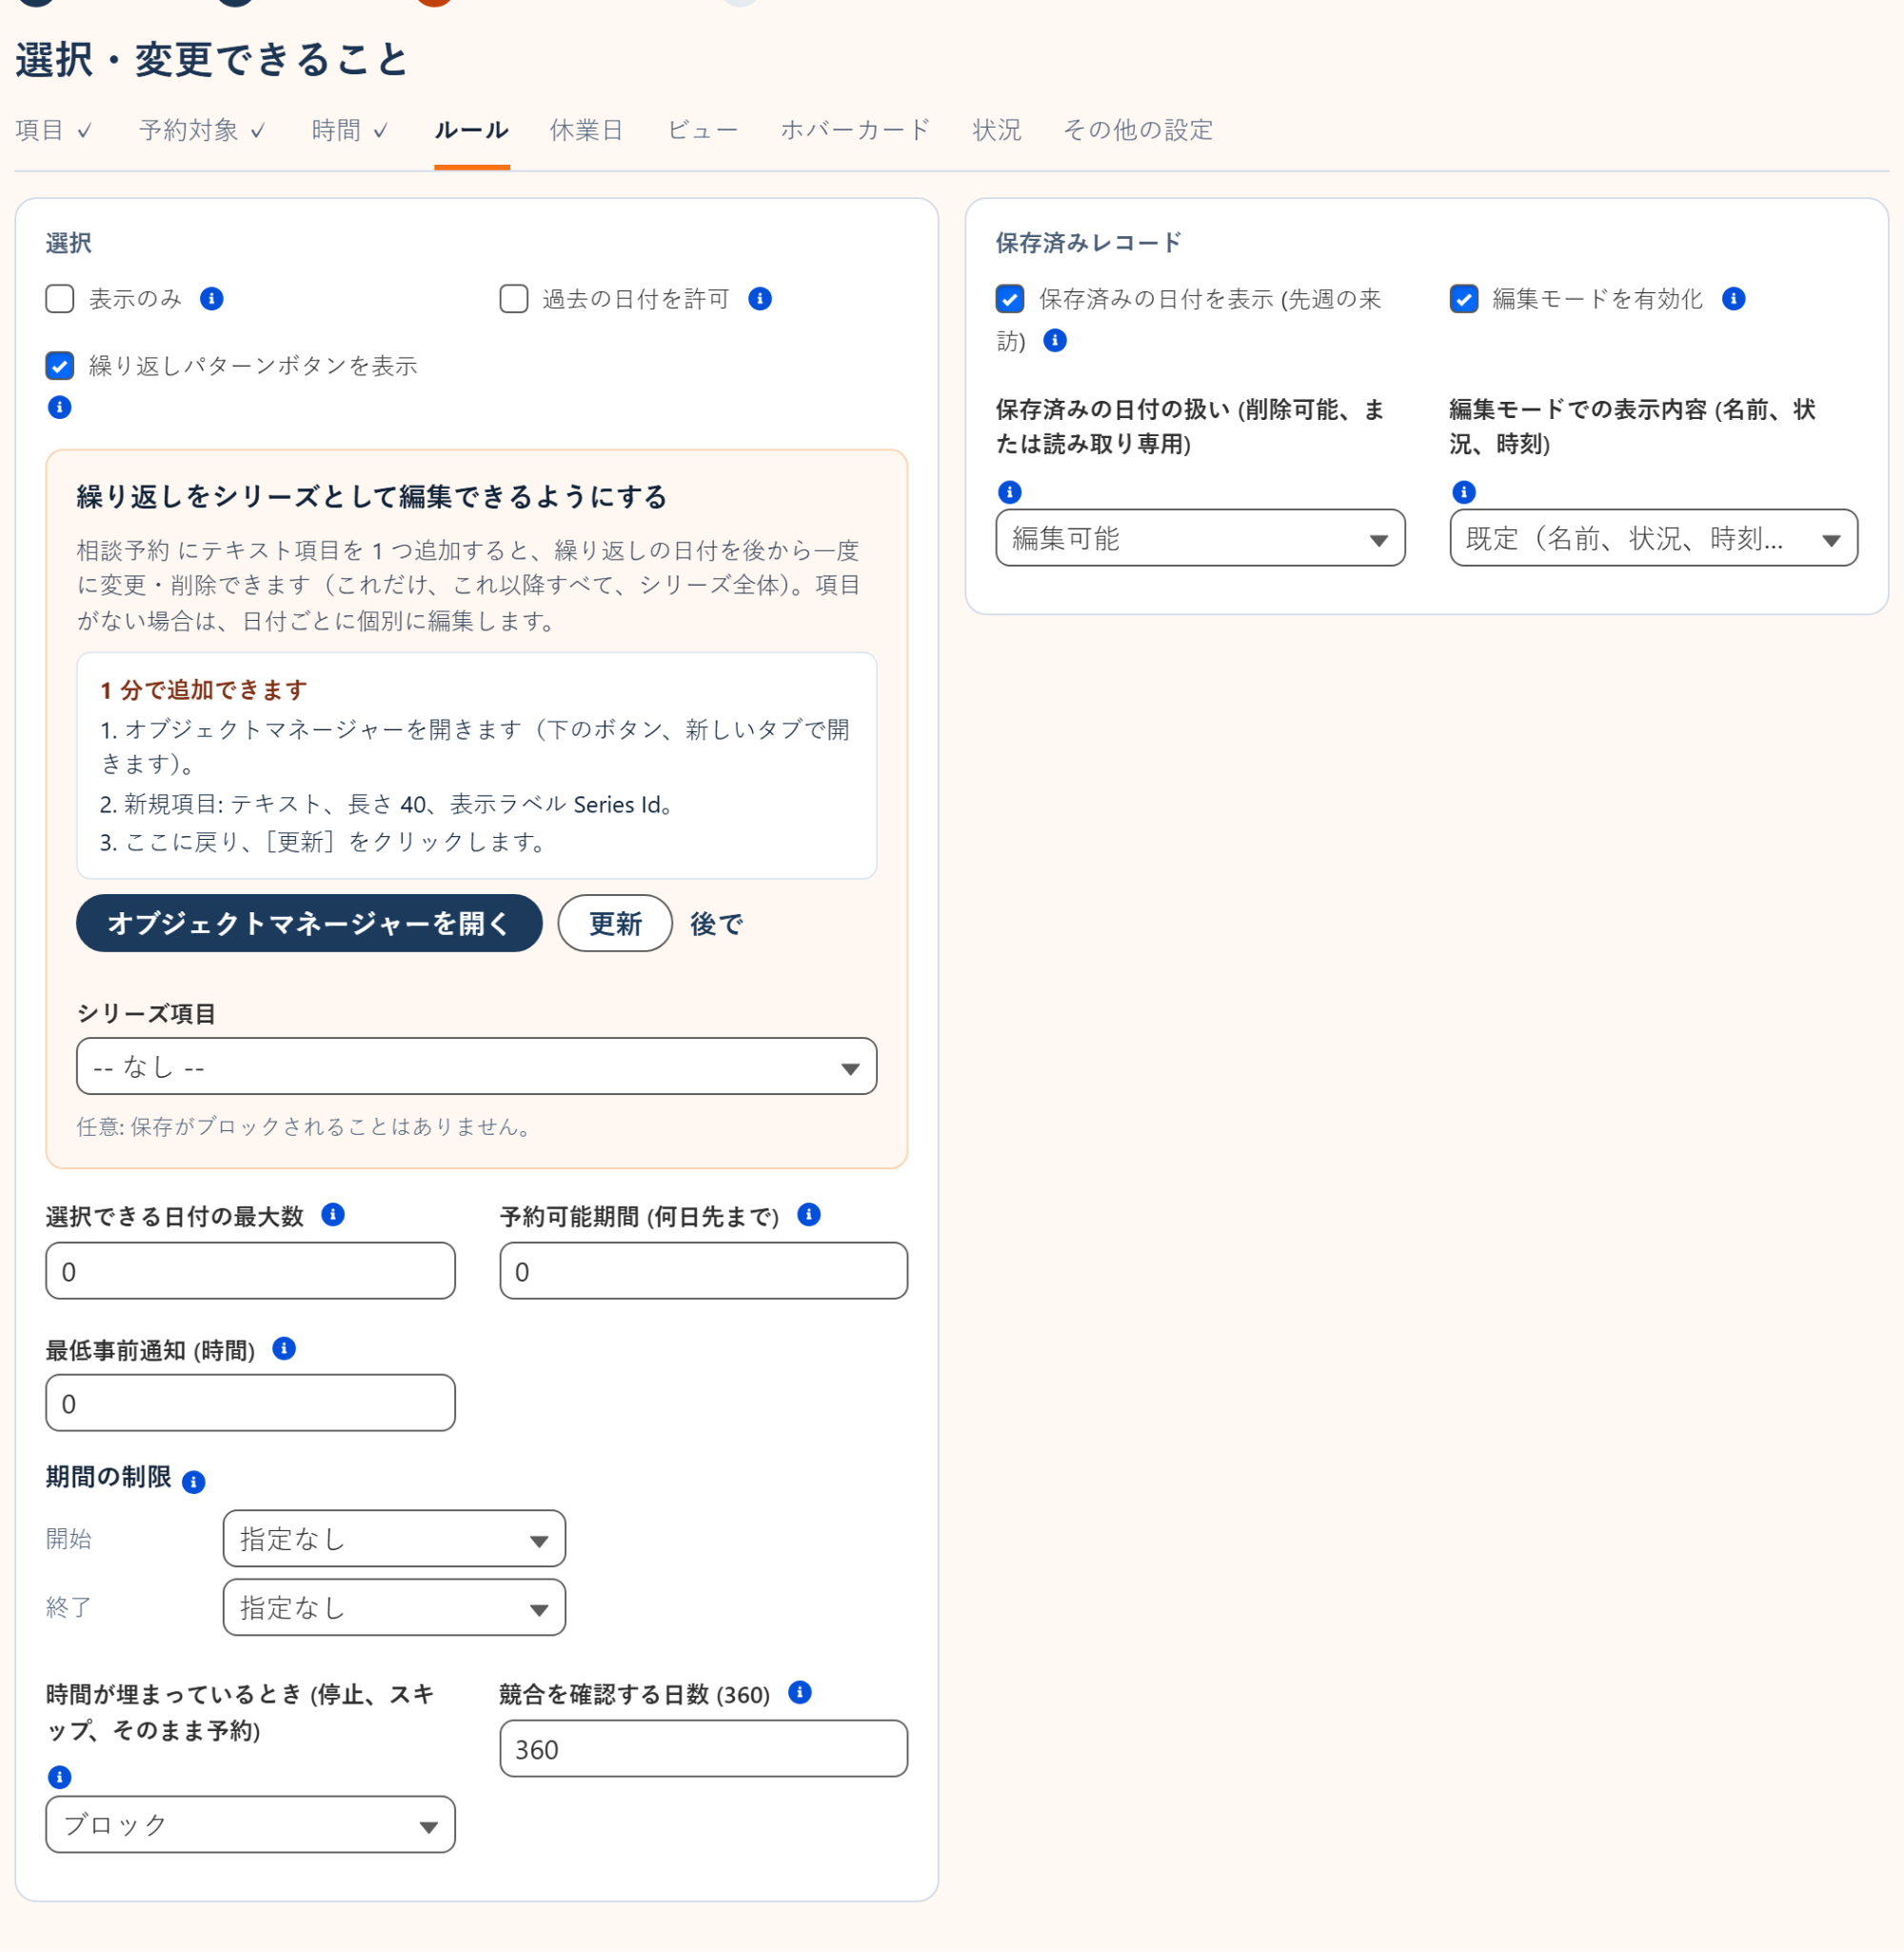 選択・変更できること
項目 ✓ 予約対象 ✓ 時間 ✓ ルール 休業日 ビュー ホバーカード 状況 その他の設定
選択
表示のみ
過去の日付を許可
繰り返しパターンボタンを表示
繰り返しをシリーズとして編集できるようにする
相談予約 にテキスト項目を 1 つ追加すると、繰り返しの日付を後から一度
に変更・削除できます（これだけ、これ以降すべて、シリーズ全体）。項目
がない場合は、日付ごとに個別に編集します。
1 分で追加できます
1. オブジェクトマネージャーを開きます（下のボタン、新しいタブで開
きます）。
2. 新規項目: テキスト、長さ 40、表示ラベル Series Id。
3. ここに戻り、［更新］をクリックします。
オブジェクトマネージャーを開く 更新 後で
シリーズ項目
-- なし --
任意: 保存がブロックされることはありません。
選択できる日付の最大数
0
予約可能期間 (何日先まで)
0
最低事前通知 (時間)
0
期間の制限
開始 指定なし
終了 指定なし
時間が埋まっているとき (停止、スキ
ップ、そのまま予約)
ブロック
競合を確認する日数 (360)
360
保存済みレコード
保存済みの日付を表示 (先週の来
訪)
編集モードを有効化
保存済みの日付の扱い (削除可能、ま
たは読み取り専用)
編集可能
編集モードでの表示内容 (名前、状
況、時刻)
既定（名前、状況、時刻...